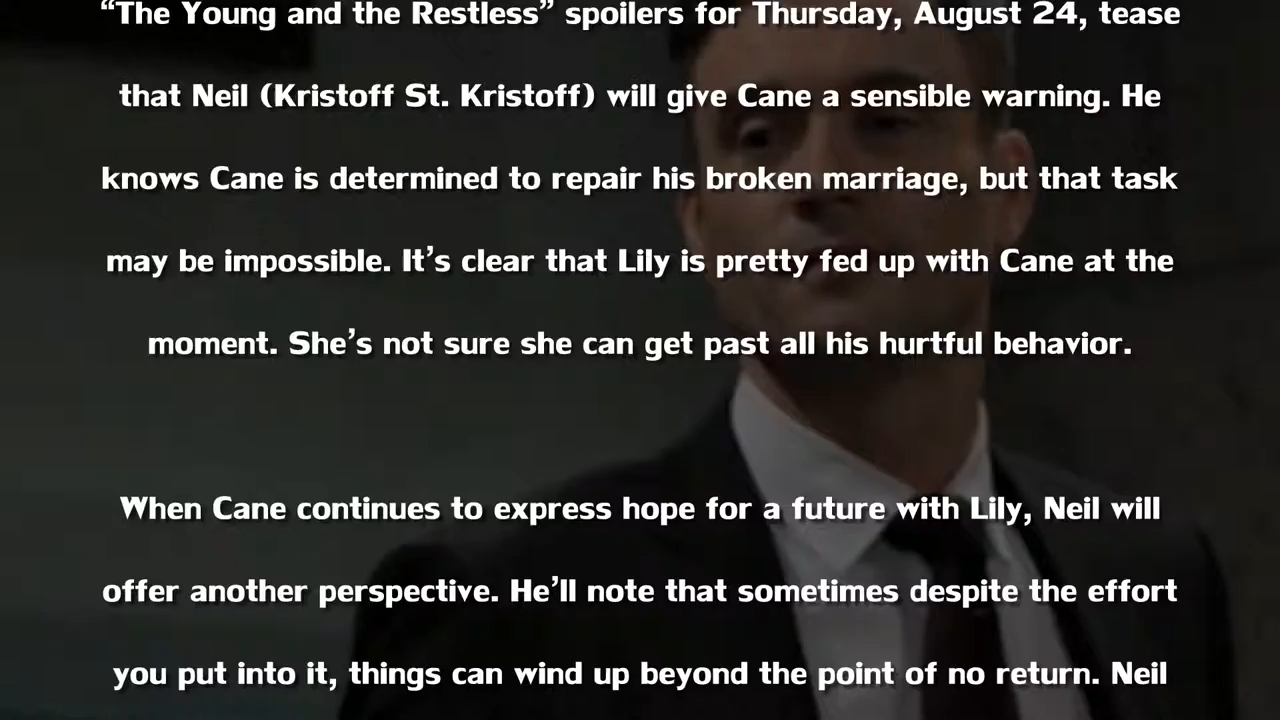 “The Young and the Restless” spoilers for Thursday, August 24, tease
that Neil (Kristoff St. Kristoff) will give Cane a sensible warning. He
knows Cane is determined to repair his broken marriage, but that task
may be impossible. It’s clear that Lily is pretty fed up with Cane at the
moment. She’s not sure she can get past all his hurtful behavior.
When Cane continues to express hope for a future with Lily, Neil will
offer another perspective. He’ll note that sometimes despite the effort
you put into it, things can wind up beyond the point of no return. Neil